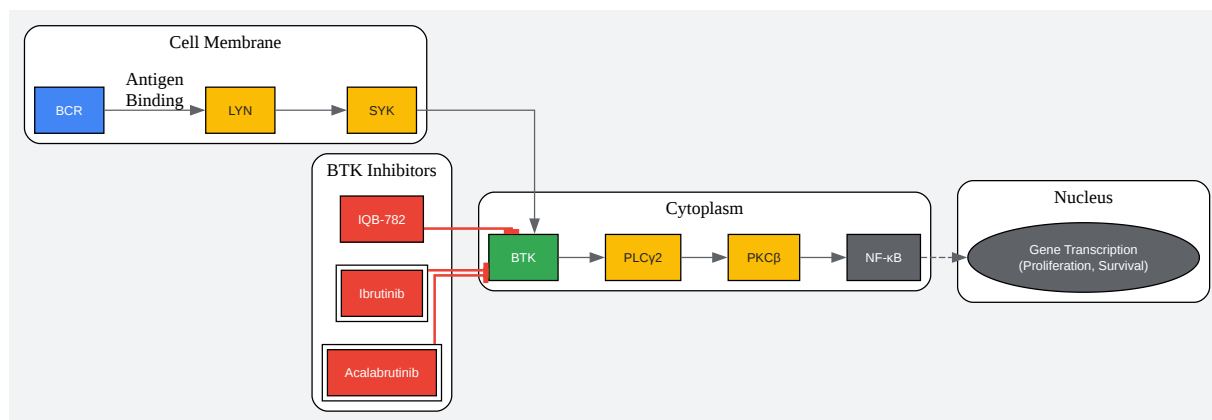 Cell Membrane
Antigen
Binding
BCR
LYN
SYK
BTK Inhibitors
IQB-782
Ibrutinib
Acalabrutinib
Cytoplasm
BTK
PLCγ2
PKCβ
NF-κB
Nucleus
Gene Transcription
(Proliferation, Survival)